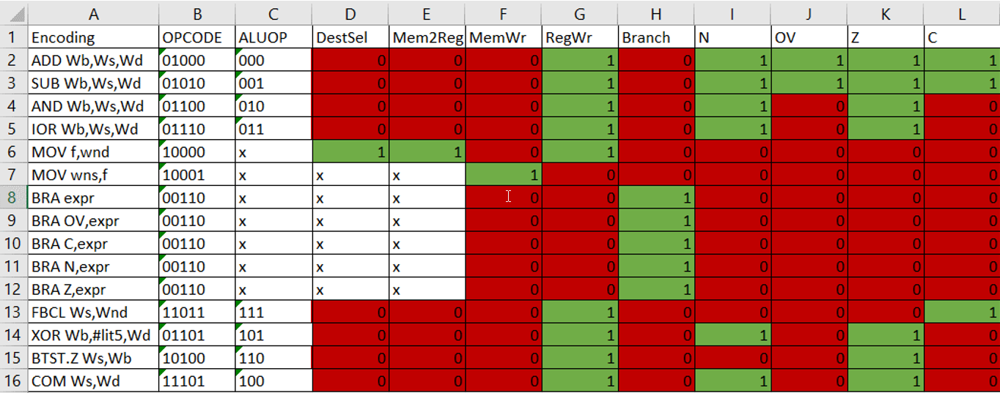 A B C D E F G H I J K L
1 Encoding OPCODE ALUOP DestSel Mem2Reg MemWr RegWr Branch N OV Z C
2 ADD Wb,Ws,Wd 01000 000 0 0 0 1 0 1 1 1 1
3 SUB Wb,Ws,Wd 01010 001 0 0 0 1 0 1 1 1 1
4 AND Wb,Ws,Wd 01100 010 0 0 0 1 0 1 0 1 0
5 IOR Wb,Ws,Wd 01110 011 0 0 0 1 0 1 0 1 0
6 MOV f,wnd 10000 x 1 1 0 1 0 0 0 0 0
7 MOV wns,f 10001 x x x 1 0 0 0 0 0 0
8 BRA expr 00110 x x x 0 0 1 0 0 0 0
9 BRA OV,expr 00110 x x x 0 0 1 0 0 0 0
10 BRA C,expr 00110 x x x 0 0 1 0 0 0 0
11 BRA N,expr 00110 x x x 0 0 1 0 0 0 0
12 BRA Z,expr 00110 x x x 0 0 1 0 0 0 0
13 FBCL Ws,Wnd 11011 111 0 0 0 1 0 0 0 0 1
14 XOR Wb,#lit5,Wd 01101 101 0 0 0 1 0 1 0 1 0
15 BTST.Z Ws,Wb 10100 110 0 0 0 1 0 0 0 1 0
16 COM Ws,Wd 11101 100 0 0 0 1 0 1 0 1 0